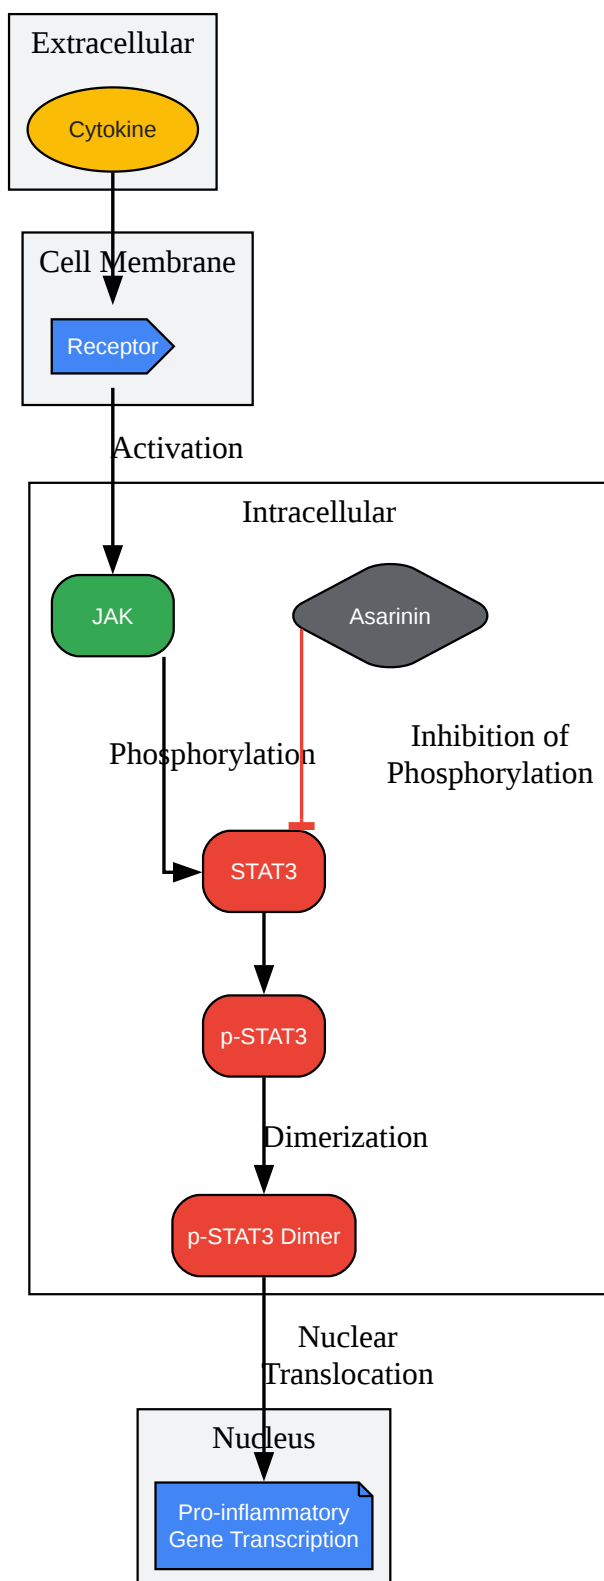 Extracellular
Cytokine
Cell Membrane
Receptor
Activation
Intracellular
JAK
Asarinin
Phosphorylation
Inhibition of
Phosphorylation
STAT3
p-STAT3
Dimerization
p-STAT3 Dimer
Nuclear
Translocation
Nucleus
Pro-inflammatory
Gene Transcription